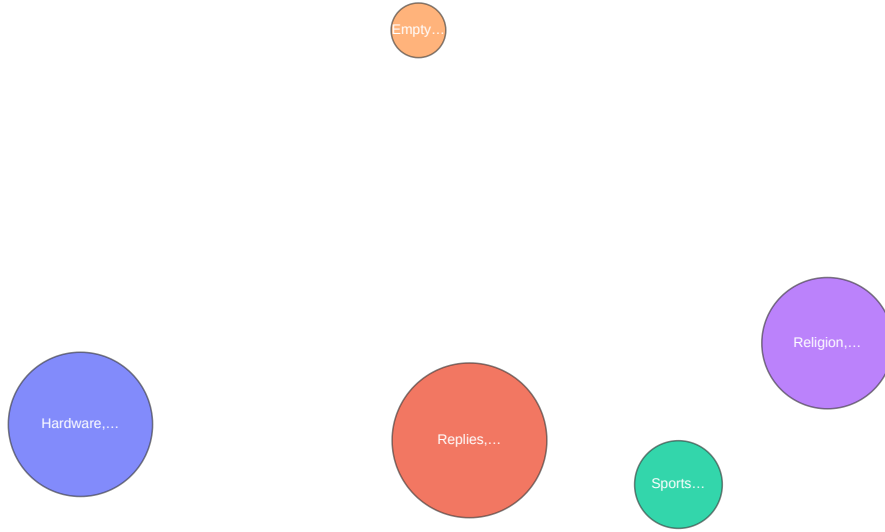 Empty…
Religion,…
Hardware,…
Replies,…
Sports…